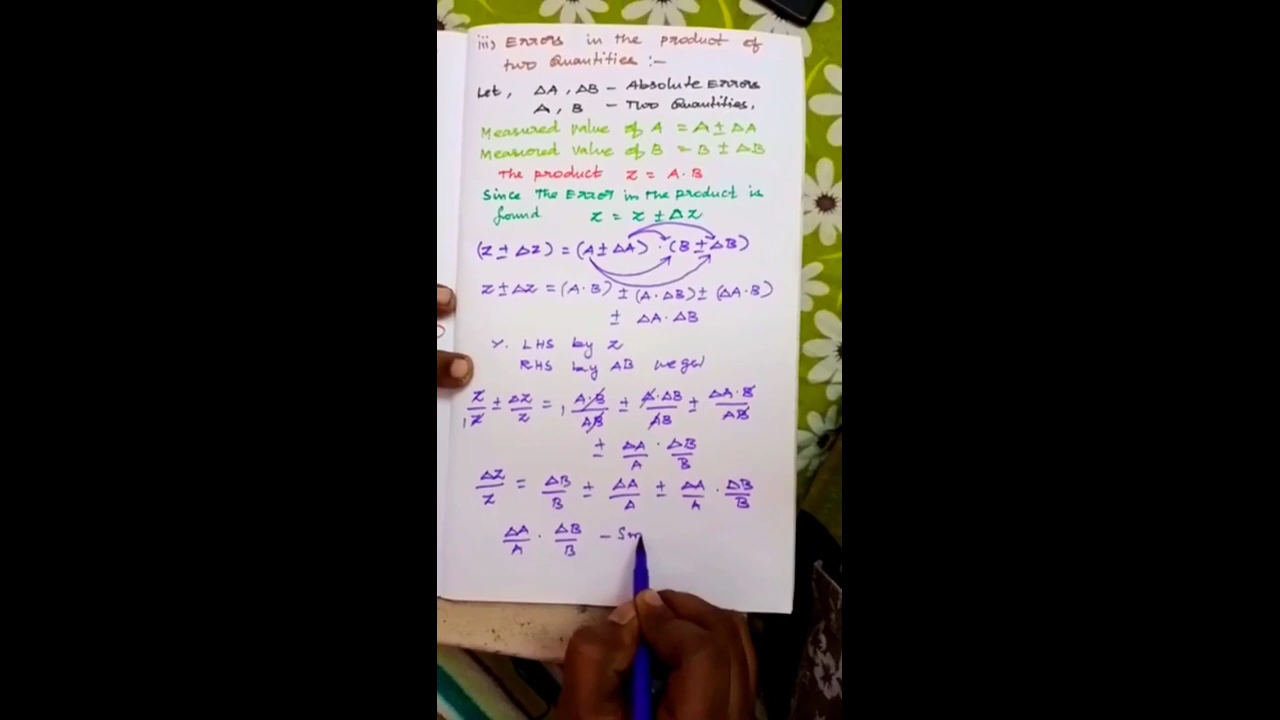 iii, Errors in the product of
two Quantities :-
Let, ΔA, ΔB - Absolute Errors
A, B - Two Quantities,
Measured value of A = A ± ΔA
Measured value of B = B ± ΔB
The product Z = A·B
Since the Error in the product is
found Z = Z ± ΔZ
(Z ± ΔZ) = (A ± ΔA) · (B ± ΔB)
Z ± ΔZ = (A·B) ± (A·ΔB) ± (ΔA·B)
± ΔA·ΔB
÷. LHS by Z
RHS by AB we get
Z/Z ± ΔZ/Z = A·B/AB ± A·ΔB/AB ± ΔA·B/AB
± ΔA/A · ΔB/B
ΔZ/Z = ΔB/B ± ΔA/A ± ΔA/A · ΔB/B
ΔA/A · ΔB/B - Sm